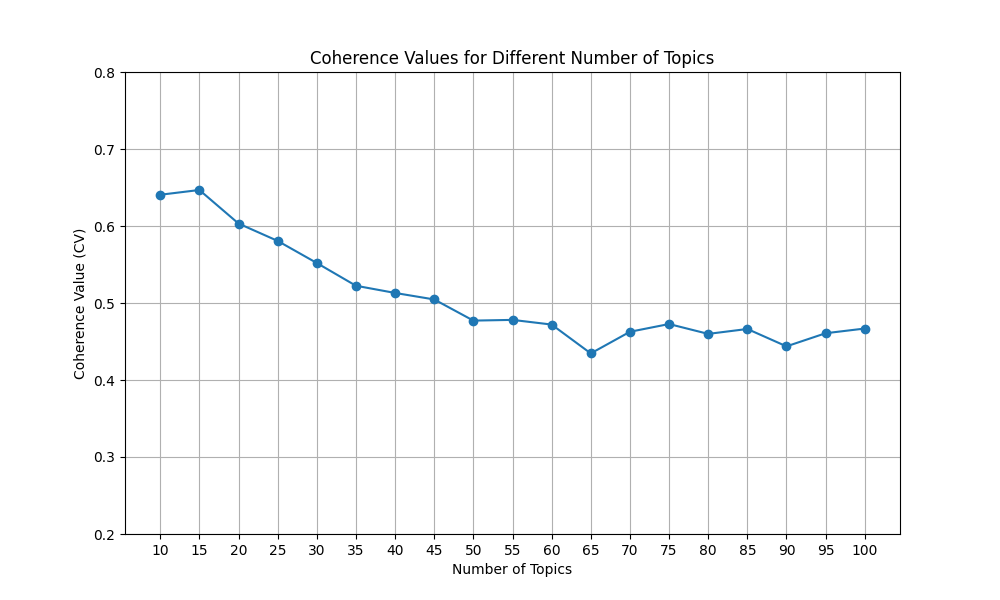 Coherence Values for Different Number of Topics
Coherence Value (CV)
0.8
0.7
0.6
0.5
0.4
0.3
0.2
10 15 20 25 30 35 40 45 50 55 60 65 70 75 80 85 90 95 100
Number of Topics